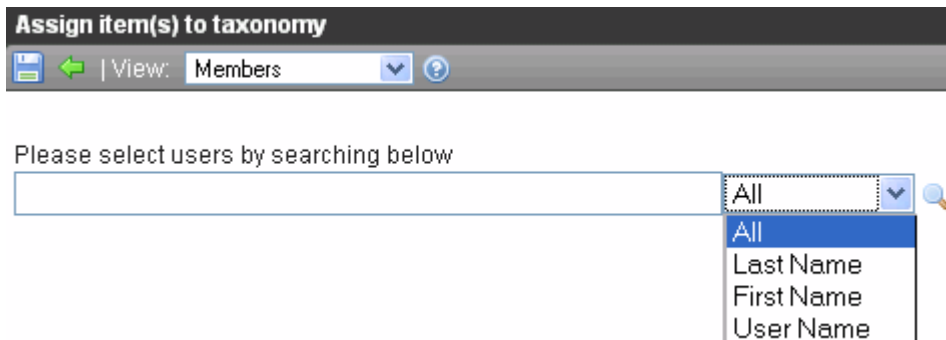 Assign item(s) to taxonomy
| View: Members
Please select users by searching below
All
All
Last Name
First Name
User Name